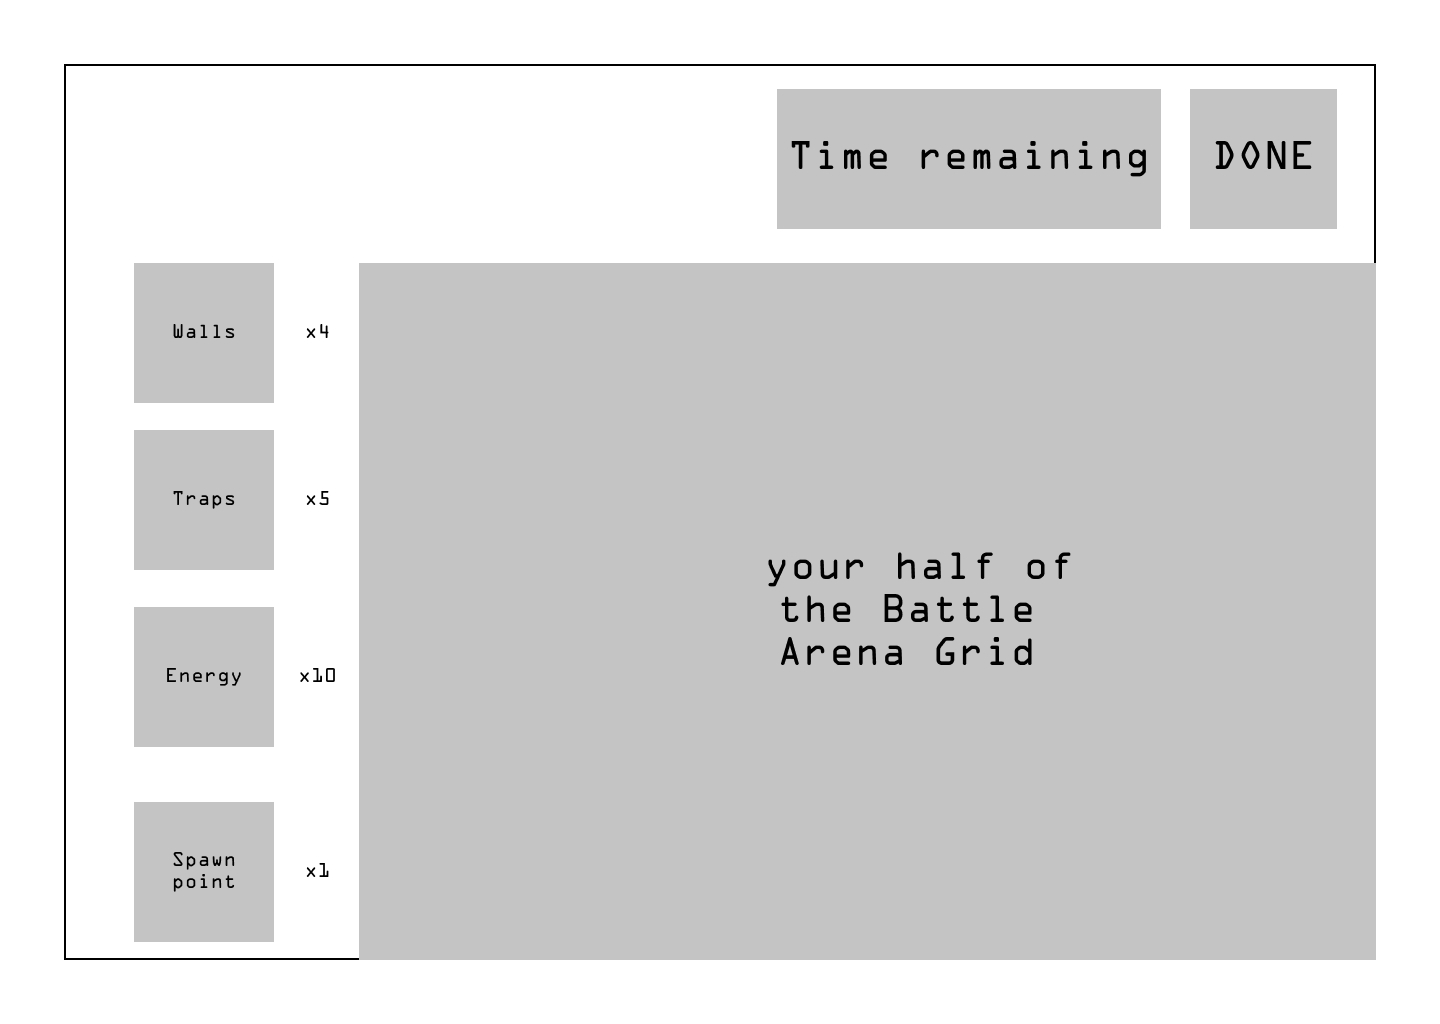 Time remaining
DONE
Walls
x4
Traps
x5
Energy
x10
Spawn
point
x1
your half of
the Battle
Arena Grid